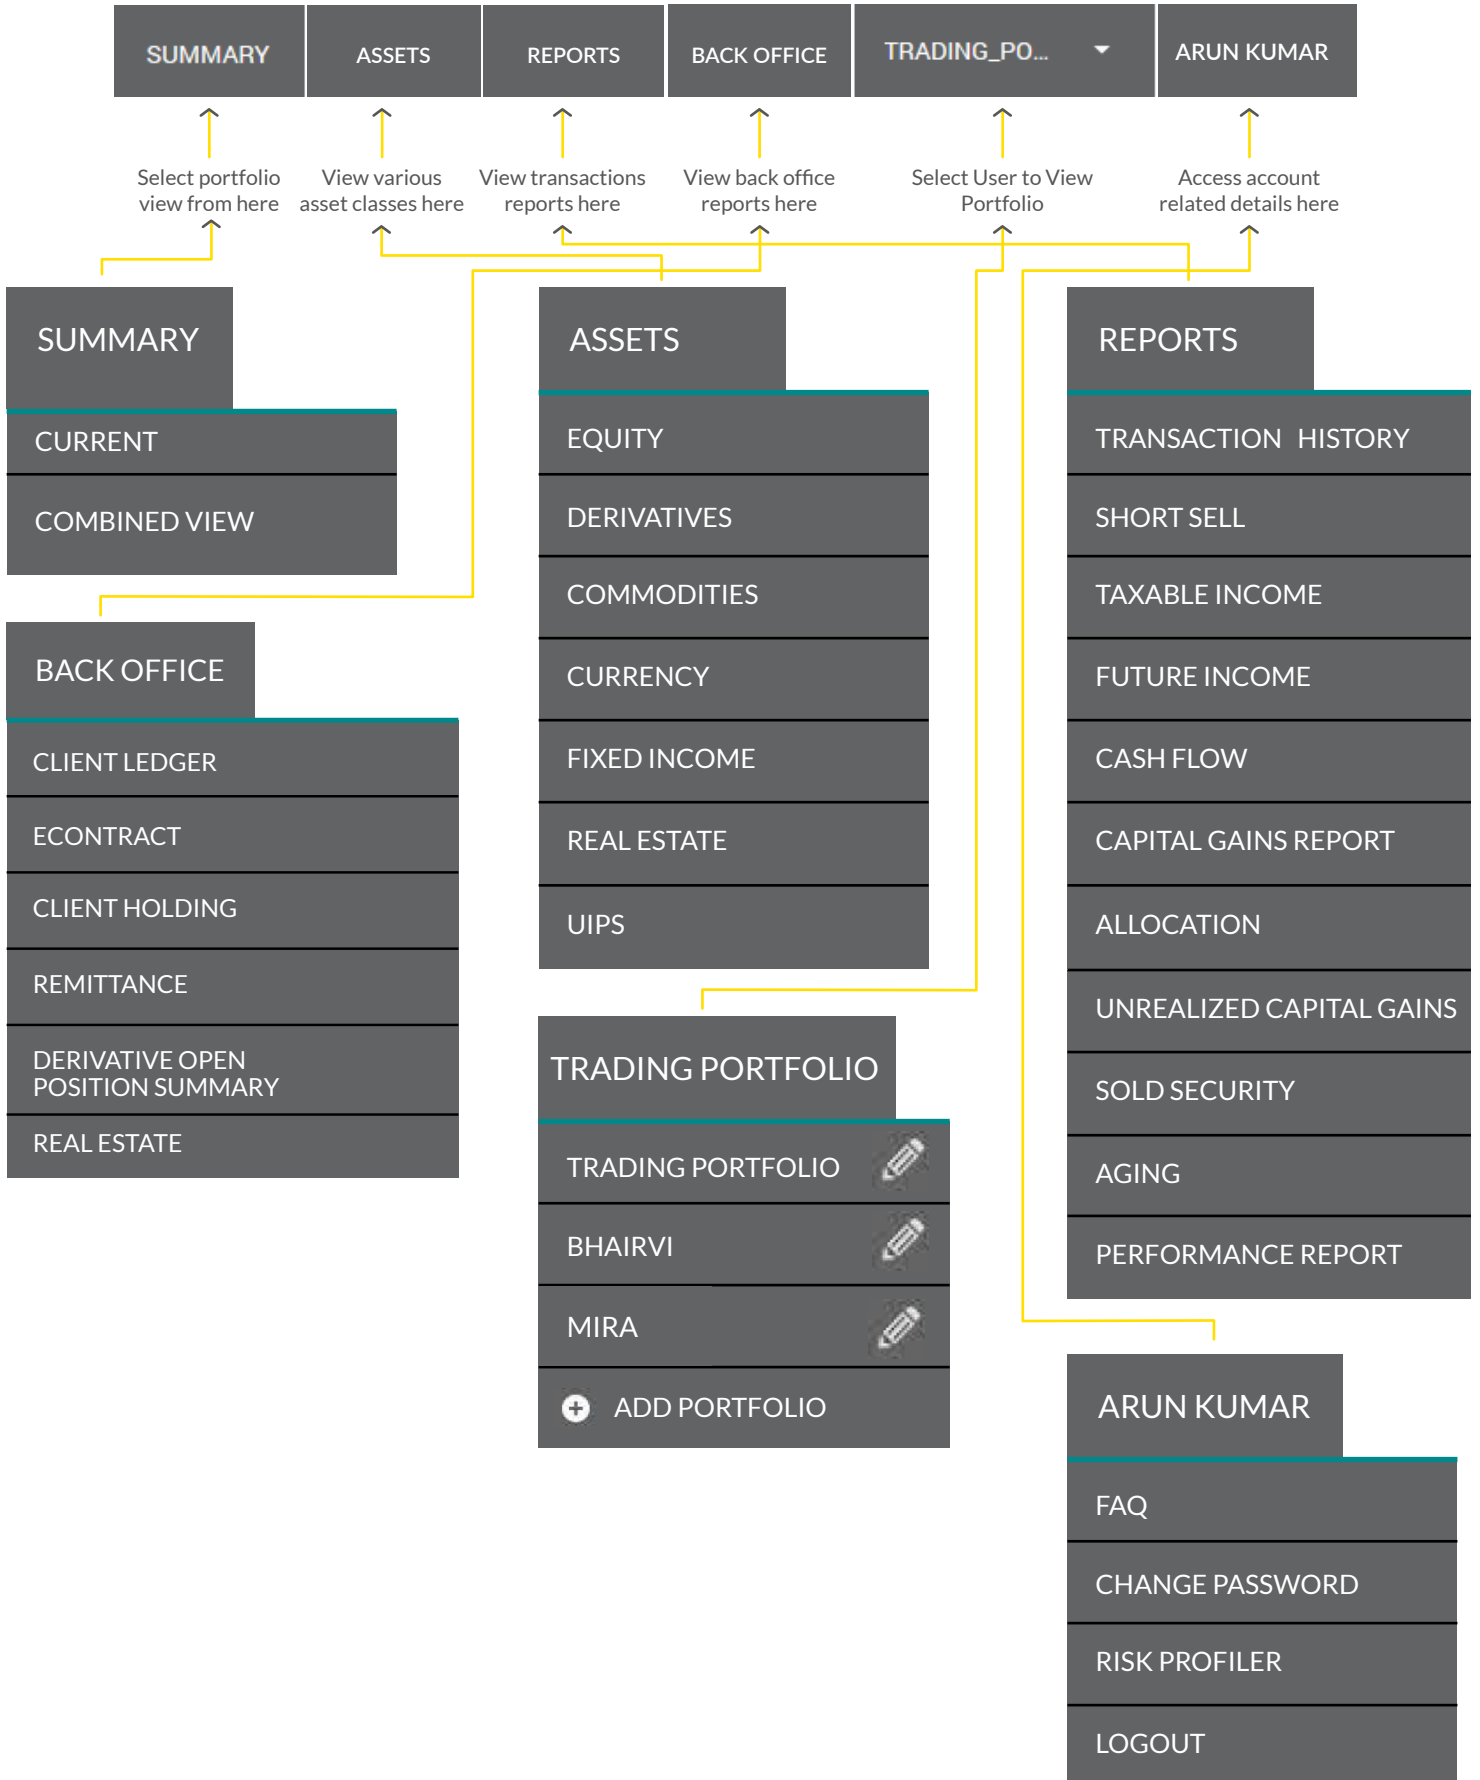 SUMMARY
ASSETS
REPORTS
BACK OFFICE
TRADING_PO...
ARUN KUMAR
Select portfolio
view from here
View various
asset classes here
View transactions
reports here
View back office
reports here
Select User to View
Portfolio
Access account
related details here
SUMMARY
CURRENT
COMBINED VIEW
BACK OFFICE
CLIENT LEDGER
ECONTRACT
CLIENT HOLDING
REMITTANCE
DERIVATIVE OPEN
POSITION SUMMARY
REAL ESTATE
ASSETS
EQUITY
DERIVATIVES
COMMODITIES
CURRENCY
FIXED INCOME
REAL ESTATE
UIPS
TRADING PORTFOLIO
TRADING PORTFOLIO
BHAIRVI
MIRA
ADD PORTFOLIO
REPORTS
TRANSACTION HISTORY
SHORT SELL
TAXABLE INCOME
FUTURE INCOME
CASH FLOW
CAPITAL GAINS REPORT
ALLOCATION
UNREALIZED CAPITAL GAINS
SOLD SECURITY
AGING
PERFORMANCE REPORT
ARUN KUMAR
FAQ
CHANGE PASSWORD
RISK PROFILER
LOGOUT